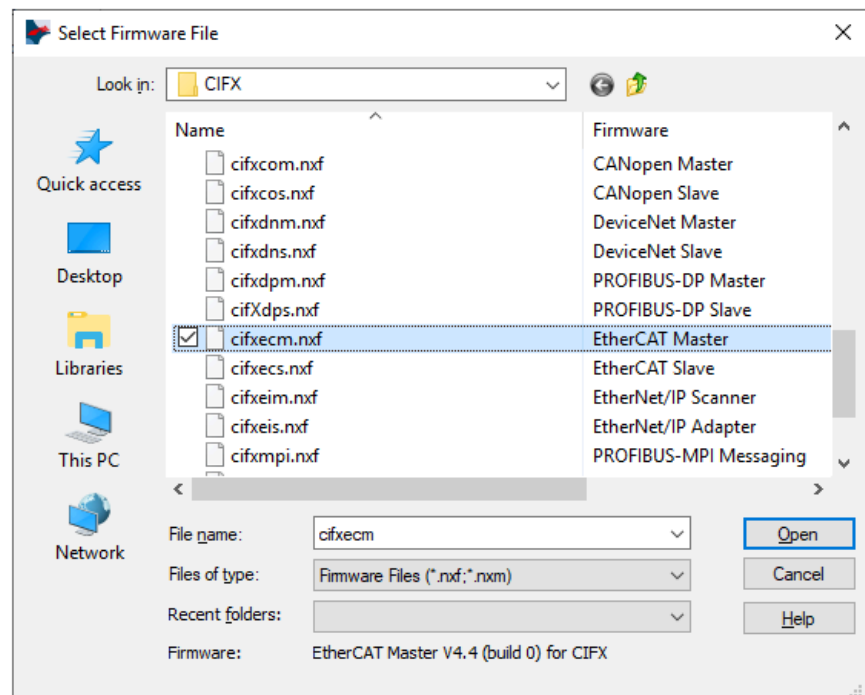 Select Firmware File
Look in: CIFX
Name Firmware
cifxcom.nxf CANopen Master
cifxcos.nxf CANopen Slave
cifxdnm.nxf DeviceNet Master
cifxdns.nxf DeviceNet Slave
cifxdpm.nxf PROFIBUS-DP Master
cifXdps.nxf PROFIBUS-DP Slave
cifxecm.nxf EtherCAT Master
cifxecs.nxf EtherCAT Slave
cifxeim.nxf EtherNet/IP Scanner
cifxeis.nxf EtherNet/IP Adapter
cifxmpi.nxf PROFIBUS-MPI Messaging
Quick access
Desktop
Libraries
This PC
Network
File name: cifxecm Open
Files of type: Firmware Files (*.nxf;*.nxm) Cancel
Recent folders: Help
Firmware: EtherCAT Master V4.4 (build 0) for CIFX